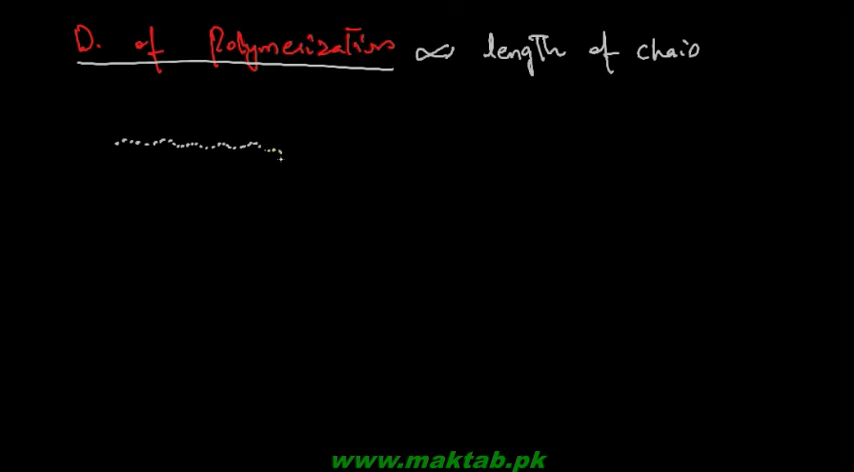 D. of Polymerization ∝ length of chain
www.maktab.pk